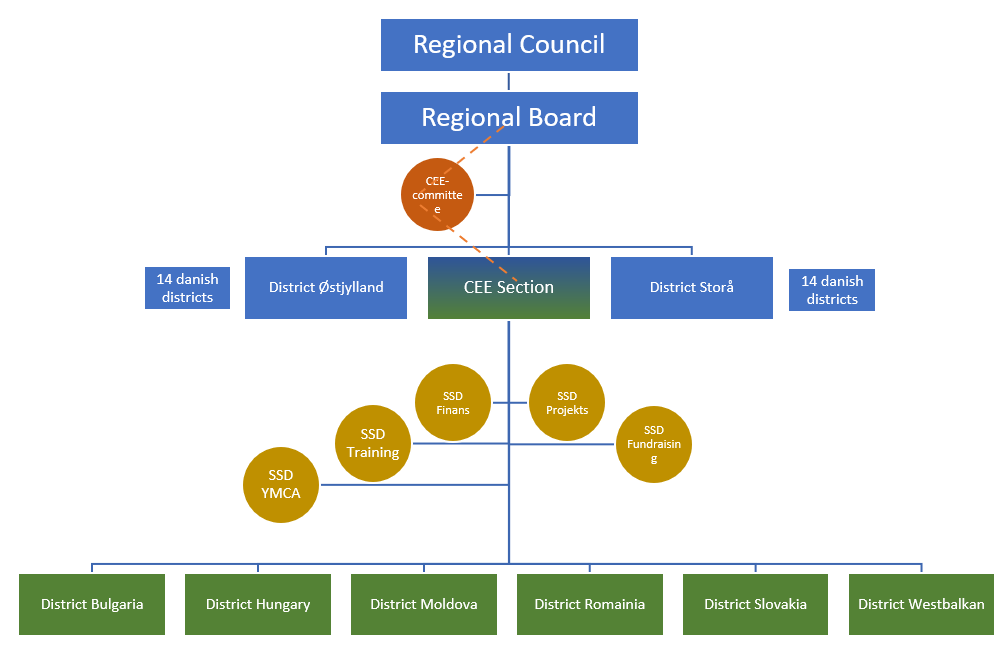 Regional Council
Regional Board
CEE-
committe
e
14 danish
districts
District Østjylland
CEE Section
District Storå
14 danish
districts
SSD
Finans
SSD
Projekts
SSD
Training
SSD
Fundraisin
g
SSD
YMCA
District Bulgaria
District Hungary
District Moldova
District Romainia
District Slovakia
District Westbalkan